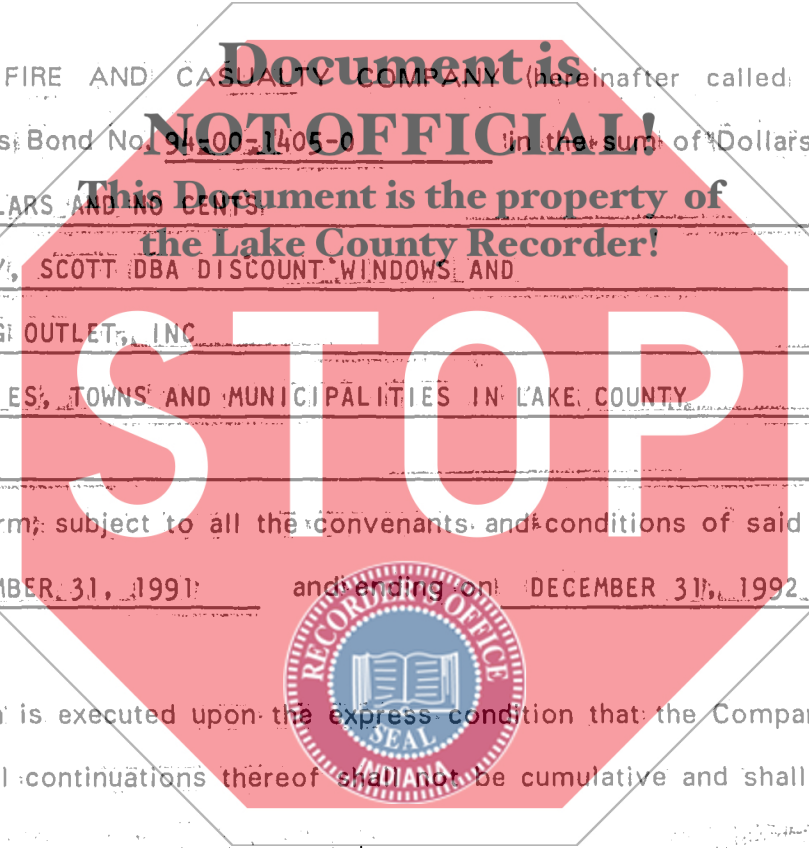 Document is
FIRE AND CASUALTY COMPANY (hereinafter called
NOT OFFICIAL!
Bond No. 94-00-1405-0 in the sum of Dollars
This Document is the property of
LARS AND NO CENTS
the Lake County Recorder!
SCOTT DBA DISCOUNT WINDOWS AND
OUTLET, INC
ES, TOWNS AND MUNICIPALITIES IN LAKE COUNTY
STOP
rm, subject to all the convenants and conditions of said
MBER 31, 1991 and ending on DECEMBER 31, 1992
RECORDER'S OFFICE
is executed upon the express condition that the Compa
SEAL
l continuations thereof shall not be cumulative and shall
INDIANA